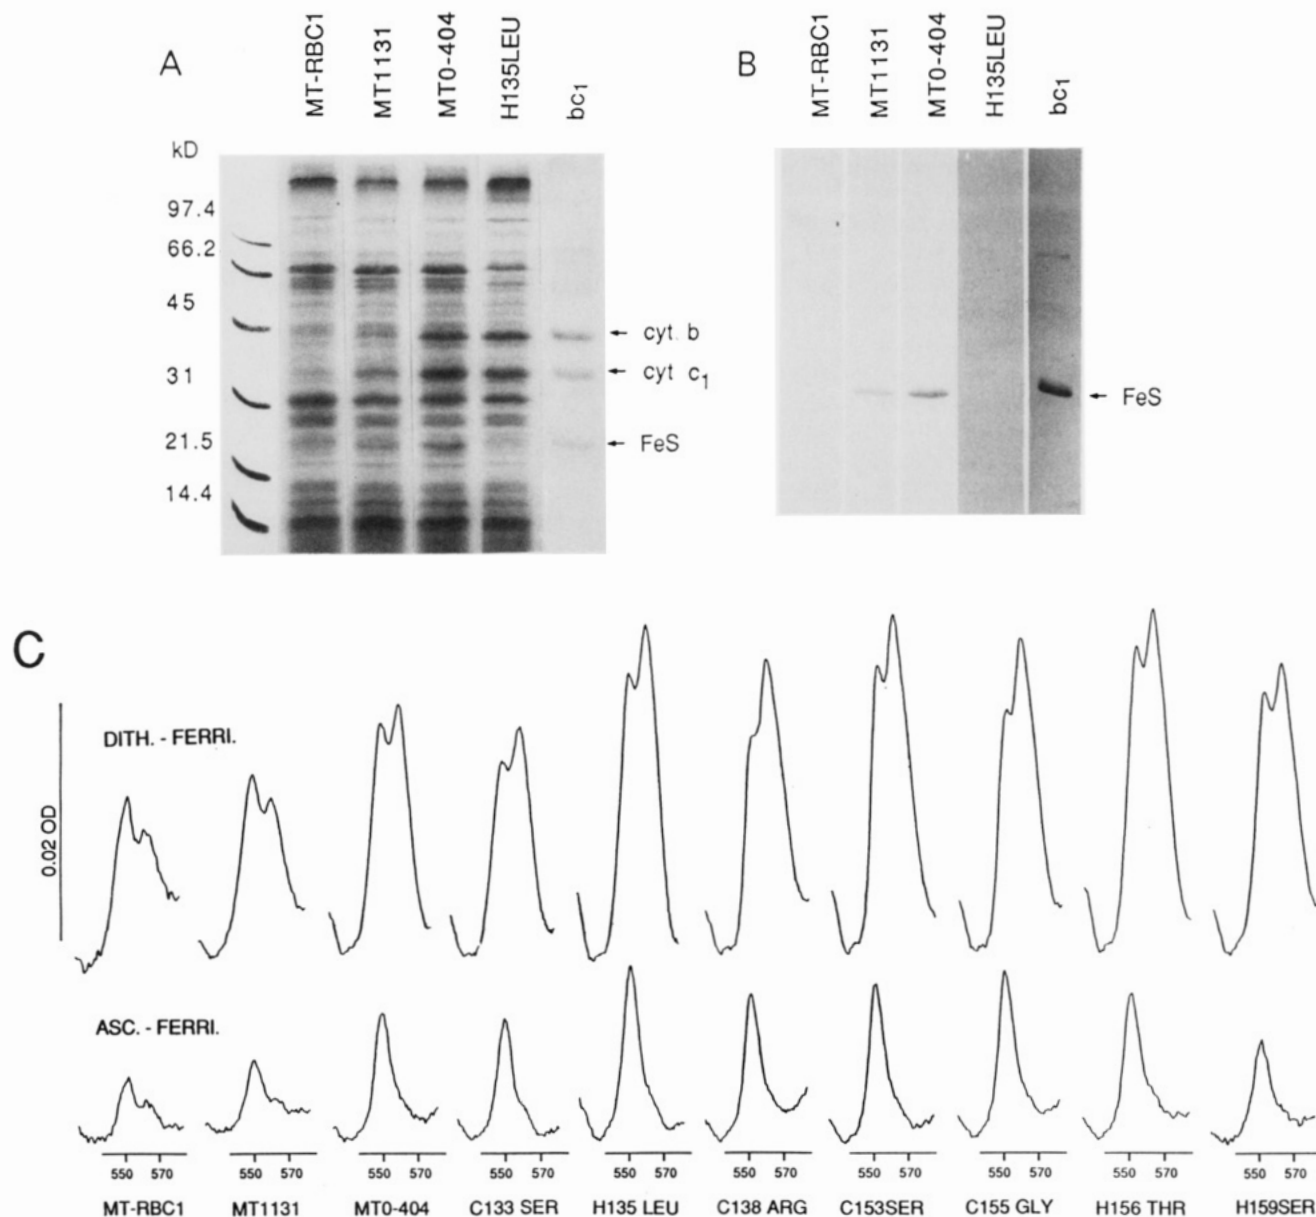 A
MT-RBC1
MT1131
MT0-404
H135LEU
bc1
kD
97.4
66.2
45
31
21.5
14.4
cyt. b
cyt c1
FeS
B
MT-RBC1
MT1131
MT0-404
H135LEU
bc1
FeS
C
DITH. - FERRI.
0.02 OD
ASC. - FERRI.
550 570 550 570 550 570 550 570 550 570 550 570 550 570 550 570 550 570 550 570
MT-RBC1 MT1131 MT0-404 C133 SER H135 LEU C138 ARG C153SER C155 GLY H156 THR H159SER